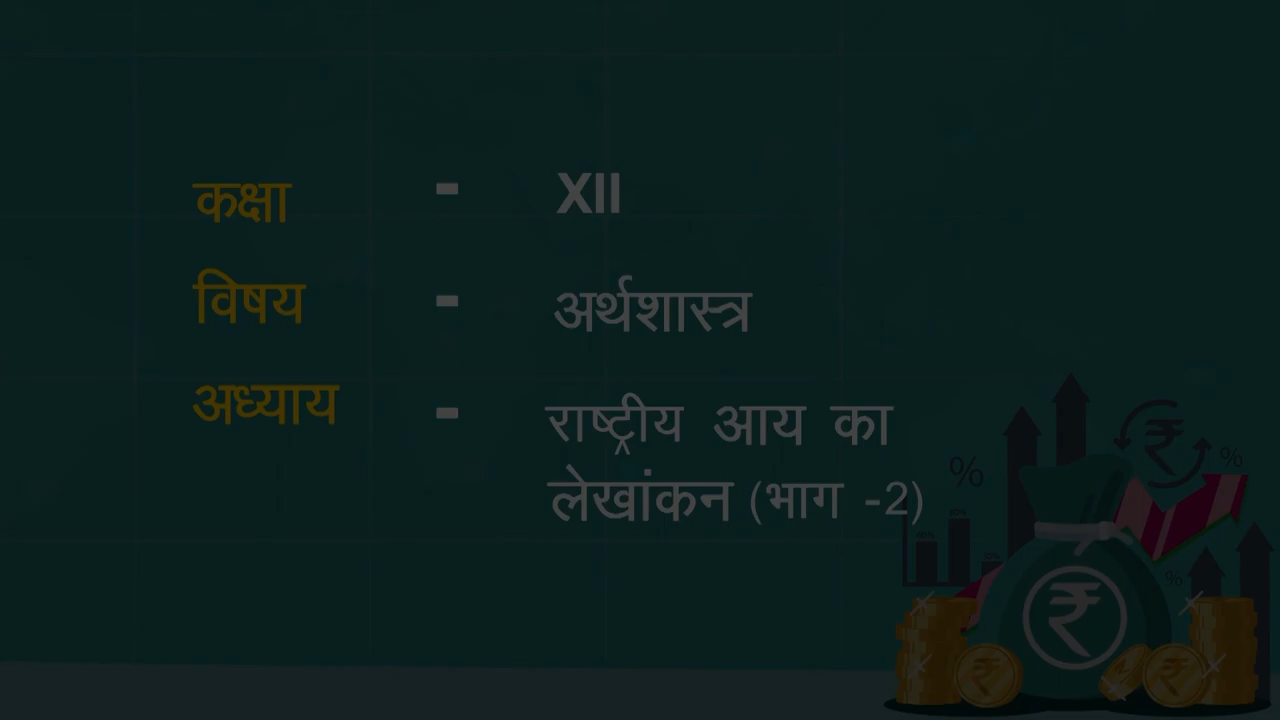 कक्षा - XII
विषय - अर्थशास्त्र
अध्याय - राष्ट्रीय आय का
लेखांकन (भाग -2)
%
₹
%
%
₹
₹
₹